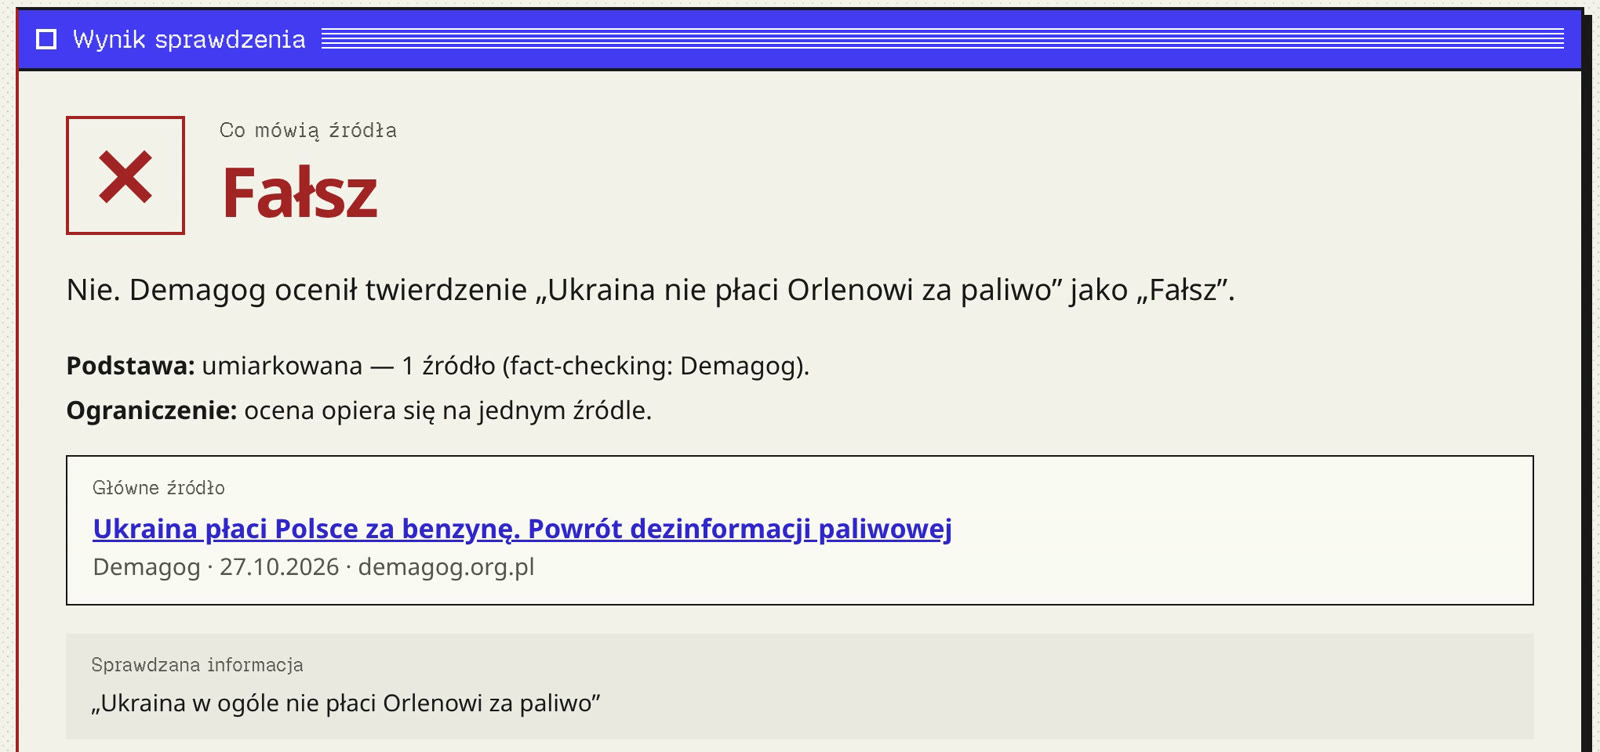 Wynik sprawdzenia
Co mówią źródła
Fałsz
Nie. Demagog ocenił twierdzenie „Ukraina nie płaci Orlenowi za paliwo” jako „Fałsz”.
Podstawa: umiarkowana — 1 źródło (fact-checking: Demagog).
Ograniczenie: ocena opiera się na jednym źródle.
Główne źródło
Ukraina płaci Polsce za benzynę. Powrót dezinformacji paliwowej
Demagog · 27.10.2026 · demagog.org.pl
Sprawdzana informacja
„Ukraina w ogóle nie płaci Orlenowi za paliwo”